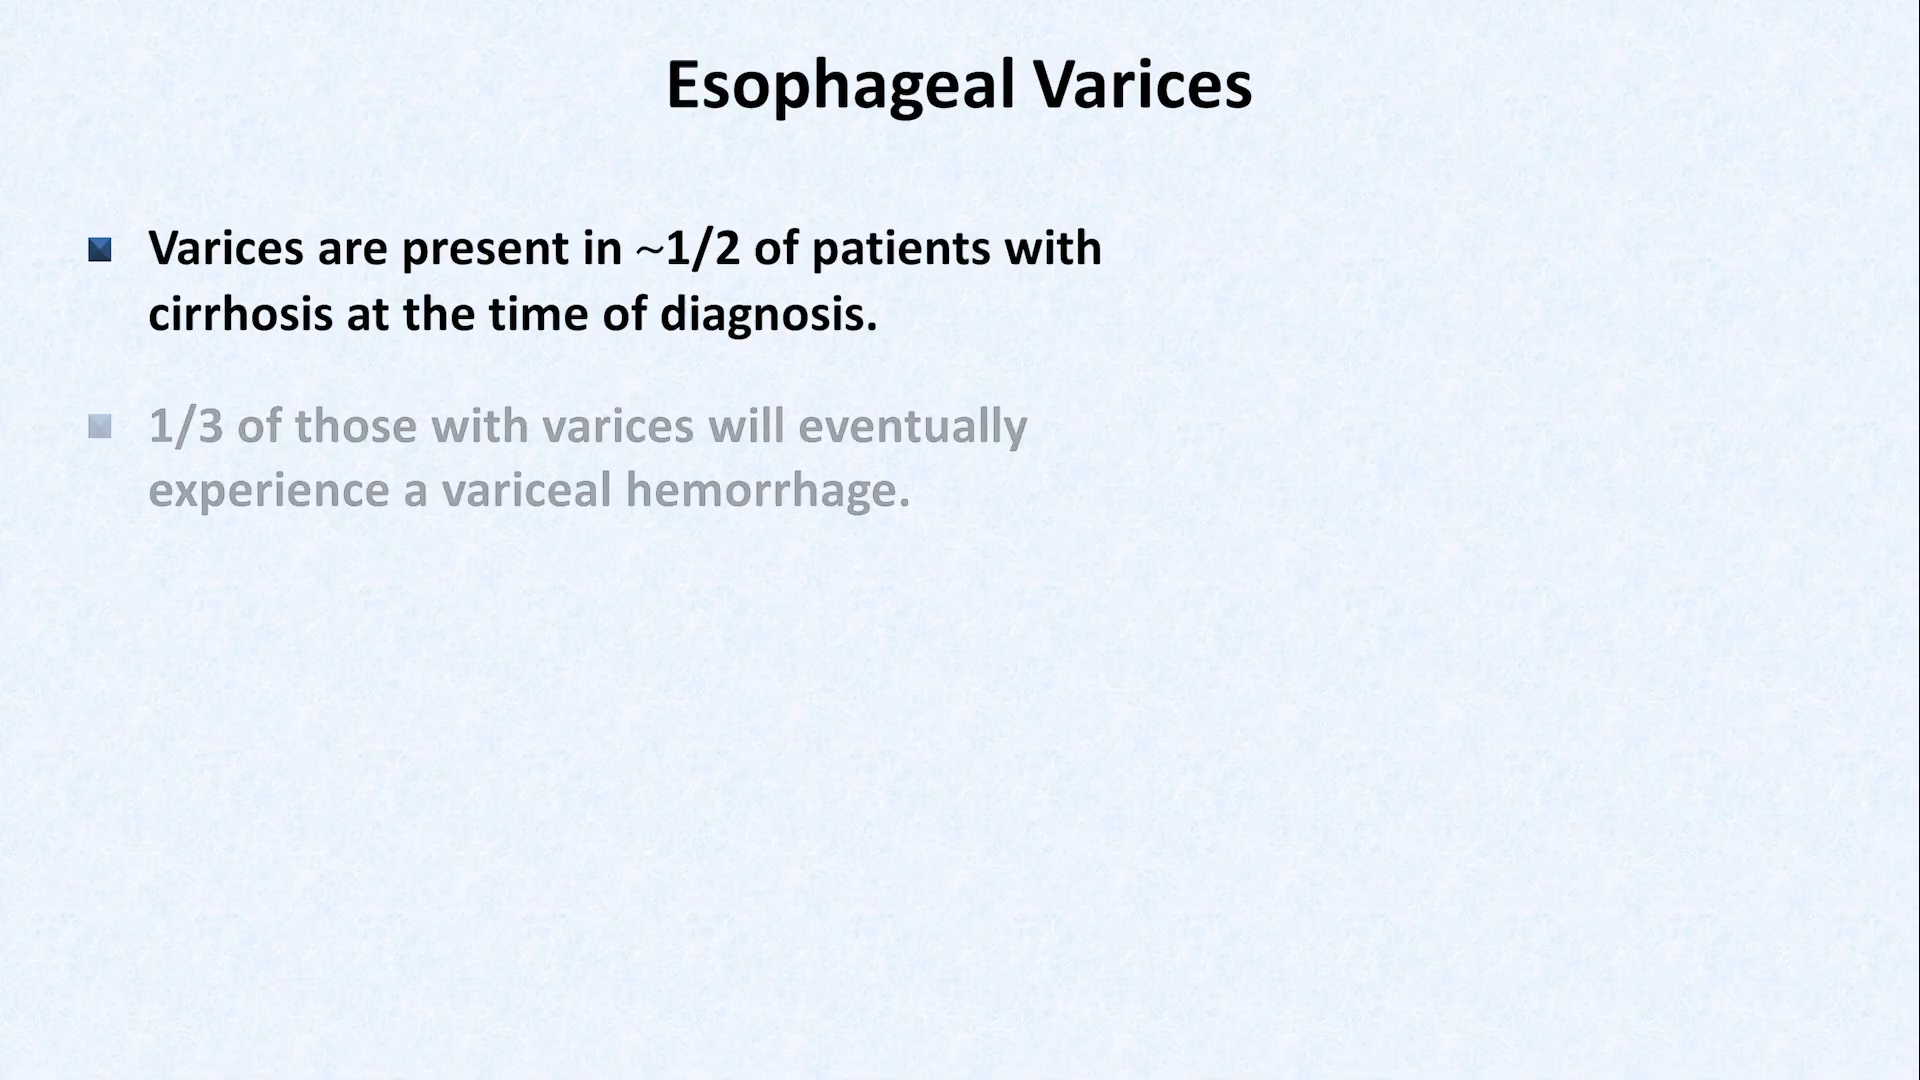 Esophageal Varices
Varices are present in ~1/2 of patients with
cirrhosis at the time of diagnosis.
1/3 of those with varices will eventually
experience a variceal hemorrhage.